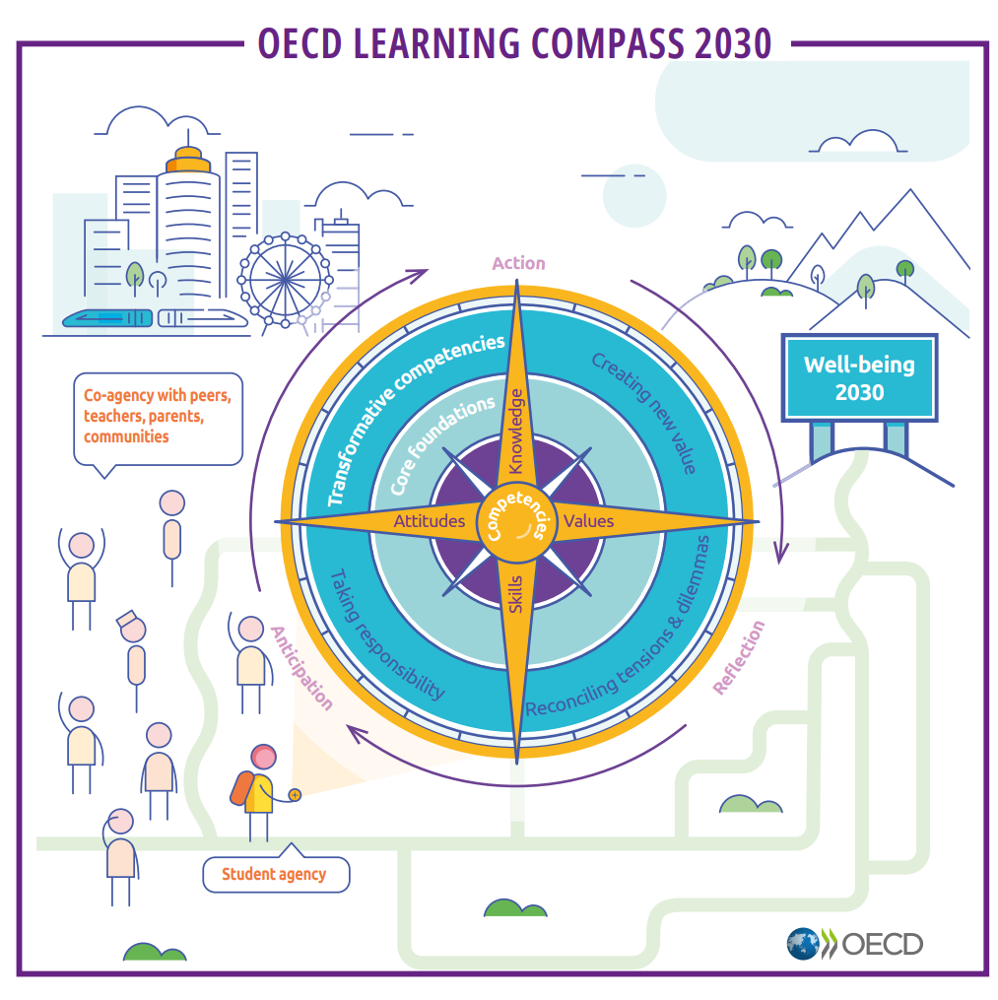 OECD LEARNING COMPASS 2030
Action
Co-agency with peers,
teachers, parents,
communities
Well-being
2030
Transformative competencies
Creating new value
Core foundations
Knowledge
Attitudes
Competencies
Values
Skills
Taking responsibility
Reconciling tensions & dilemmas
Anticipation
Reflection
Student agency
OECD